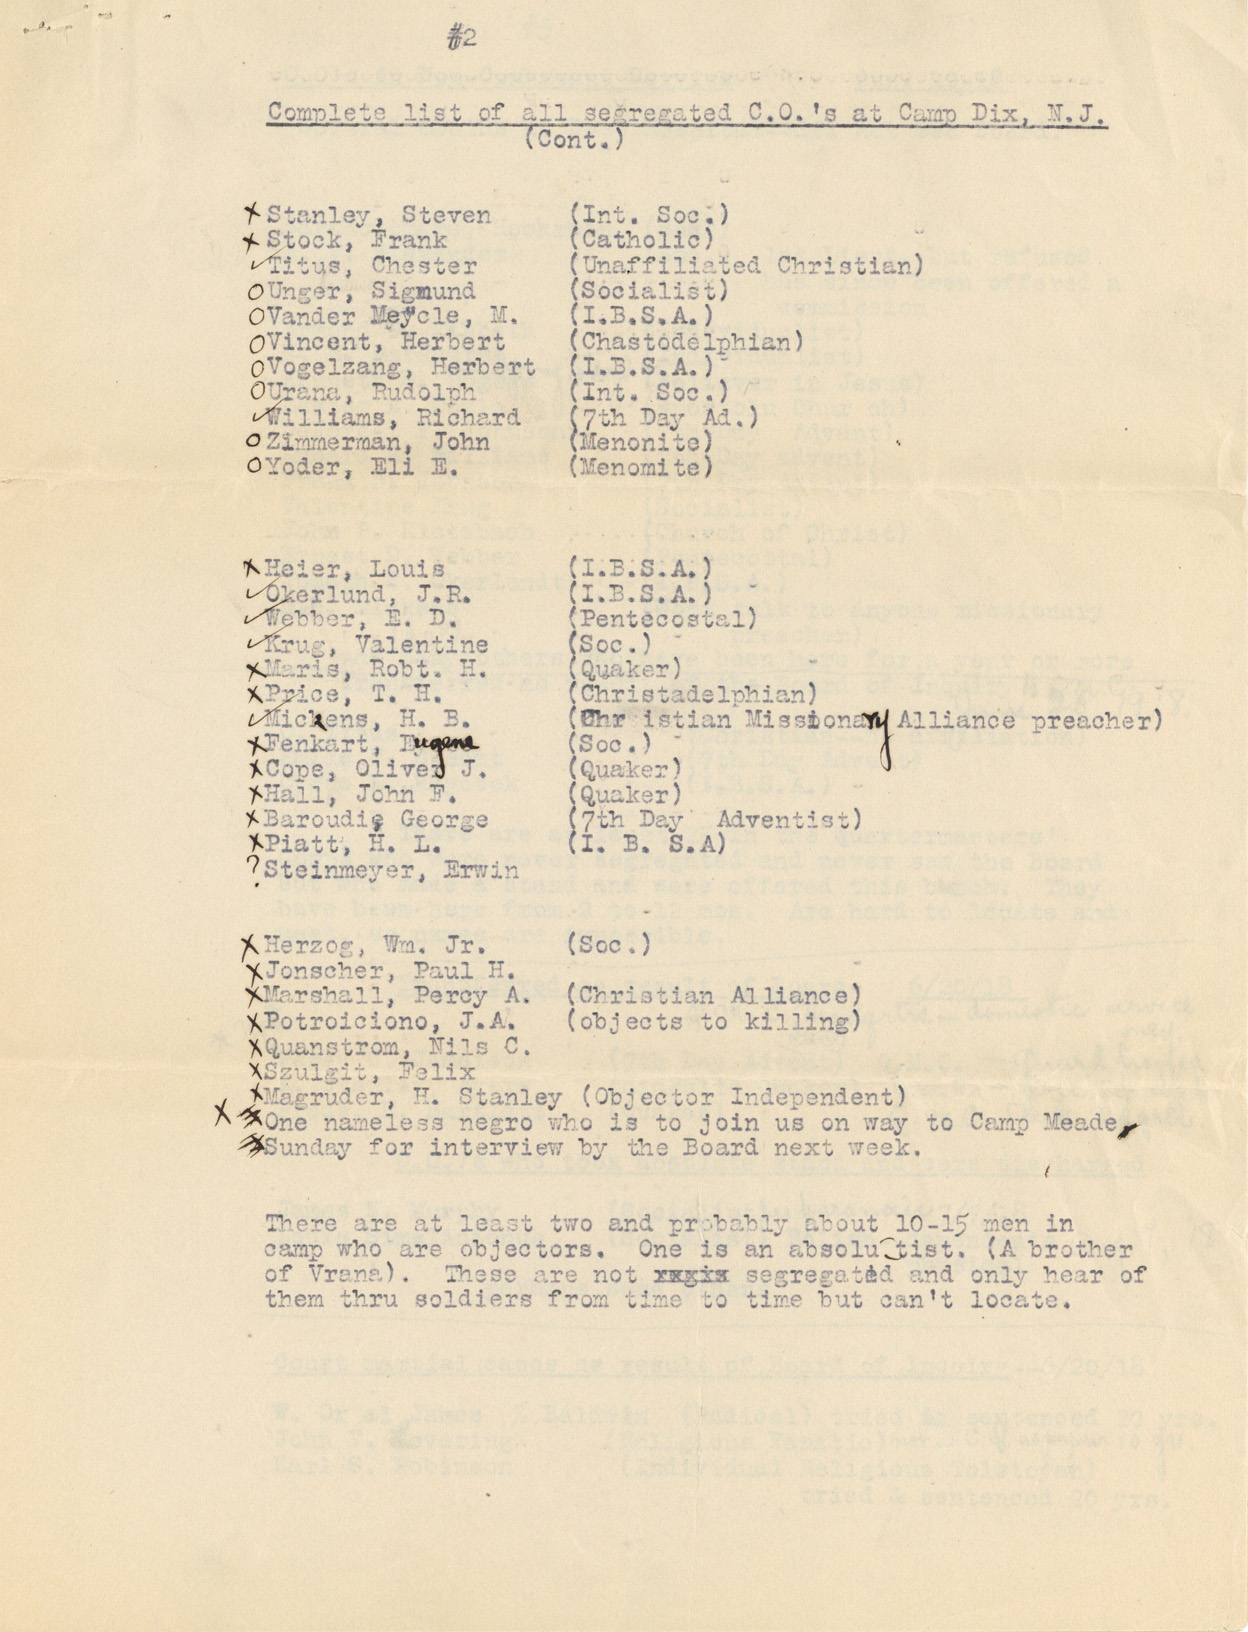 #2
Complete list of all segregated C.O.'s at Camp Dix, N.J.
(Cont.)
x Stanley, Steven (Int. Soc.)
x Stock, Frank (Catholic)
✓ Titus, Chester (Unaffiliated Christian)
O Unger, Sigmund (Socialist)
O Vander Meycle, M. (I.B.S.A.)
O Vincent, Herbert (Chastodelphian)
O Vogelzang, Herbert (I.B.S.A.)
O Urana, Rudolph (Int. Soc.)
✓ Williams, Richard (7th Day Ad.)
O Zimmerman, John (Menonite)
O Yoder, Eli E. (Menomite)
x Heier, Louis (I.B.S.A.)
✓ Okerlund, J.R. (I.B.S.A.)
✓ Webber, E. D. (Pentecostal)
✓ Krug, Valentine (Soc.)
x Maris, Robt. H. (Quaker)
x Price, T. H. (Christadelphian)
✓ Mickens, H. B. (Chr istian Missionary Alliance preacher)
x Fenkart, Eugene (Soc.)
x Cope, Oliver J. (Quaker)
x Hall, John F. (Quaker)
x Baroudi, George (7th Day Adventist)
x Piatt, H. L. (I. B. S.A)
? Steinmeyer, Erwin
x Herzog, Wm. Jr. (Soc.)
x Jonscher, Paul H.
x Marshall, Percy A. (Christian Alliance)
x Potroiciono, J.A. (objects to killing)
x Quanstrom, Nils C.
x Szulgit, Felix
x Magruder, H. Stanley (Objector Independent)
x One nameless negro who is to join us on way to Camp Meade,
Sunday for interview by the Board next week.
There are at least two and probably about 10-15 men in
camp who are objectors. One is an absolutist. (A brother
of Vrana). These are not segregated and only hear of
them thru soldiers from time to time but can't locate.